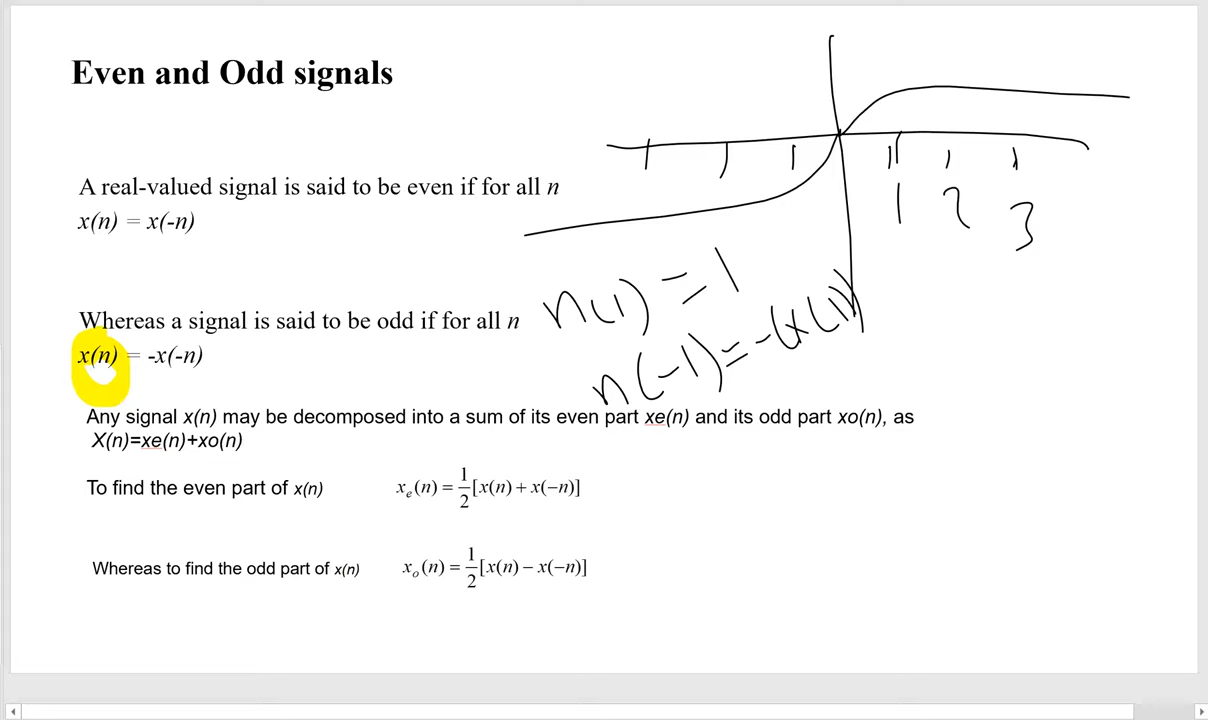 Even and Odd signals
A real-valued signal is said to be even if for all n
x(n) = x(-n)
1 2 3
n(1) = 1
Whereas a signal is said to be odd if for all n
x(n) = -x(-n)
n(-1) = -(x(1))
Any signal x(n) may be decomposed into a sum of its even part xe(n) and its odd part xo(n), as
X(n)=xe(n)+xo(n)
To find the even part of x(n) xₑ(n) = 1/2[x(n) + x(−n)]
Whereas to find the odd part of x(n) xₒ(n) = 1/2[x(n) − x(−n)]